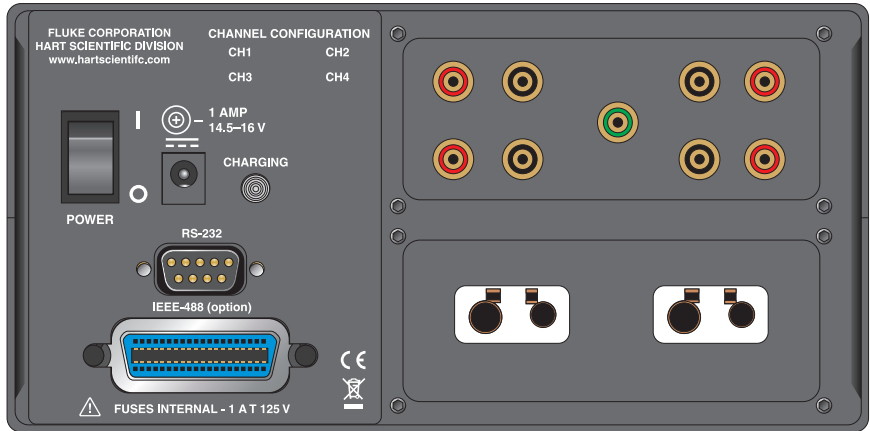 FLUKE CORPORATION
HART SCIENTIFIC DIVISION
www.hartscientifc.com
CHANNEL CONFIGURATION
CH1 CH2
CH3 CH4
I
1 AMP
14.5–16 V
CHARGING
O
POWER
RS-232
IEEE-488 (option)
CE
FUSES INTERNAL - 1 A T 125 V